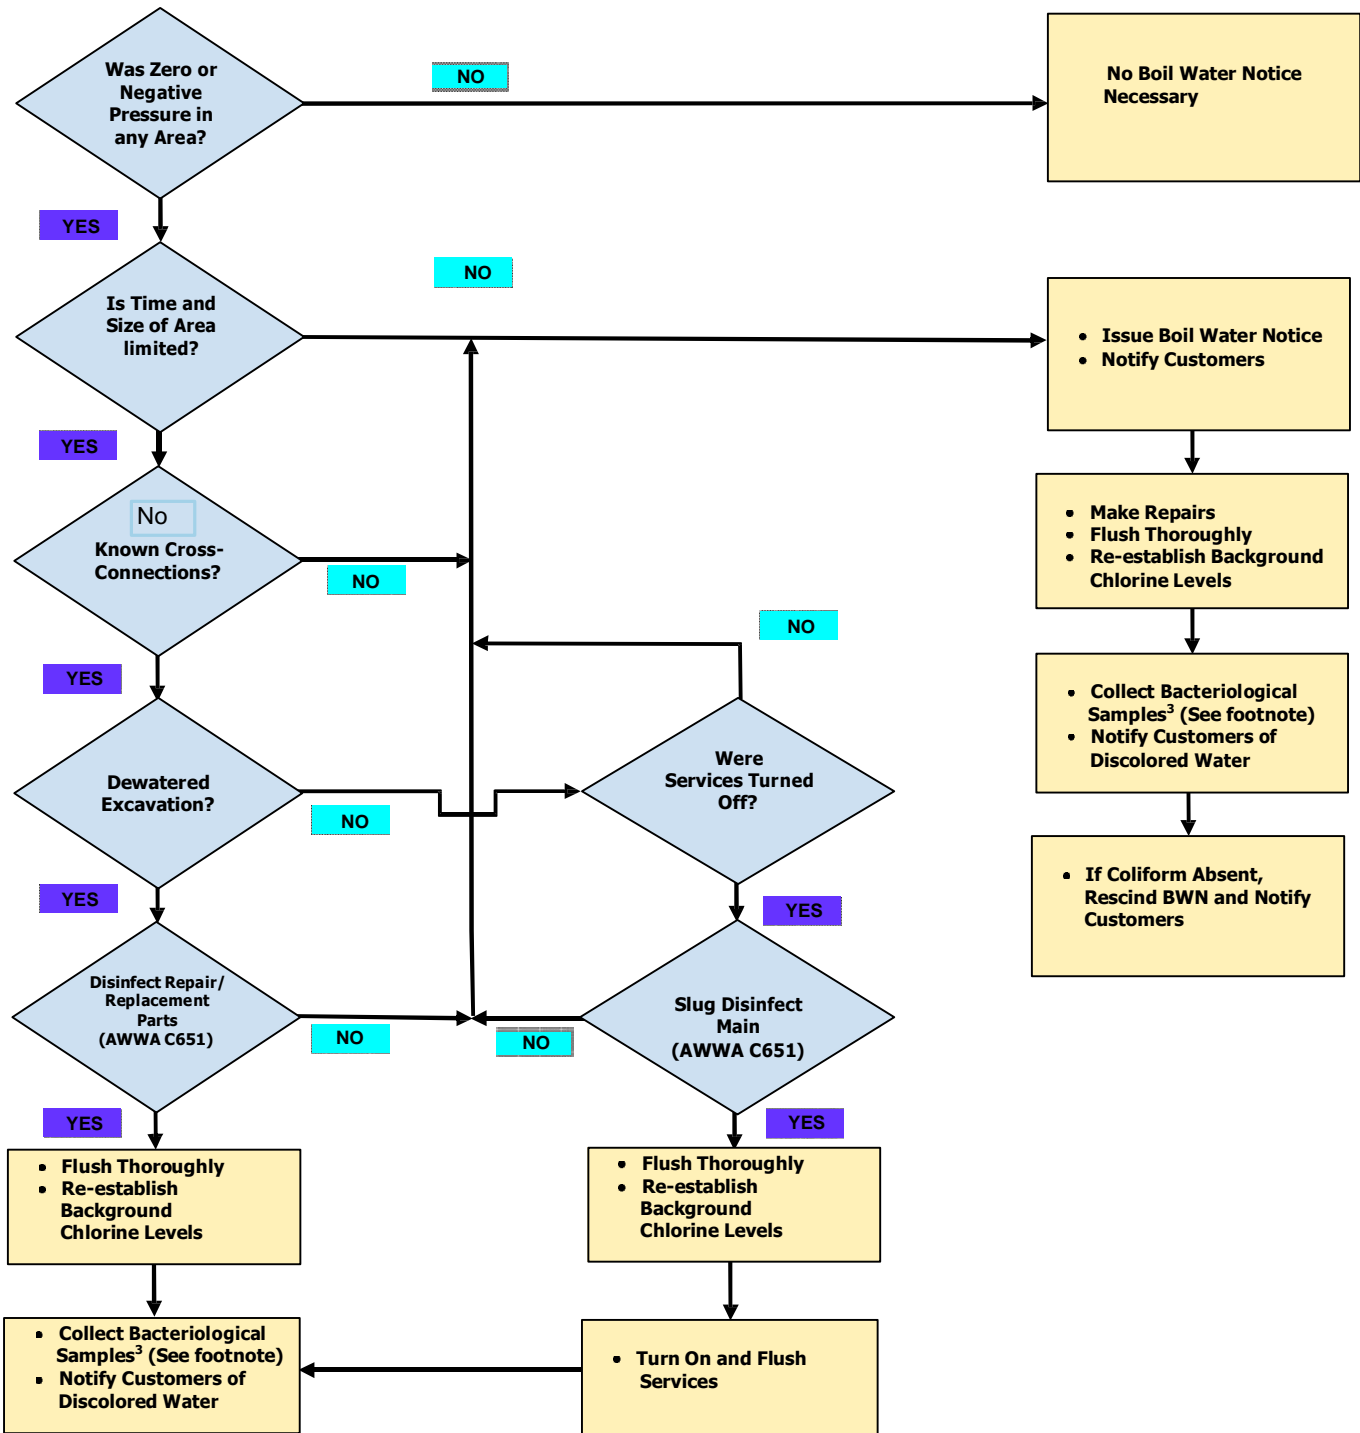 Was Zero or
Negative
Pressure in
any Area?
NO
No Boil Water Notice
Necessary
YES
Is Time and
Size of Area
limited?
NO
• Issue Boil Water Notice
• Notify Customers
YES
No
Known Cross-
Connections?
NO
• Make Repairs
• Flush Thoroughly
• Re-establish Background
Chlorine Levels
YES
NO
Dewatered
Excavation?
NO
Were
Services Turned
Off?
• Collect Bacteriological
Samples³ (See footnote)
• Notify Customers of
Discolored Water
YES
YES
• If Coliform Absent,
Rescind BWN and Notify
Customers
Disinfect Repair/
Replacement
Parts
(AWWA C651)
NO
NO
Slug Disinfect
Main
(AWWA C651)
YES
YES
• Flush Thoroughly
• Re-establish
Background
Chlorine Levels
• Flush Thoroughly
• Re-establish
Background
Chlorine Levels
• Collect Bacteriological
Samples³ (See footnote)
• Notify Customers of
Discolored Water
• Turn On and Flush
Services